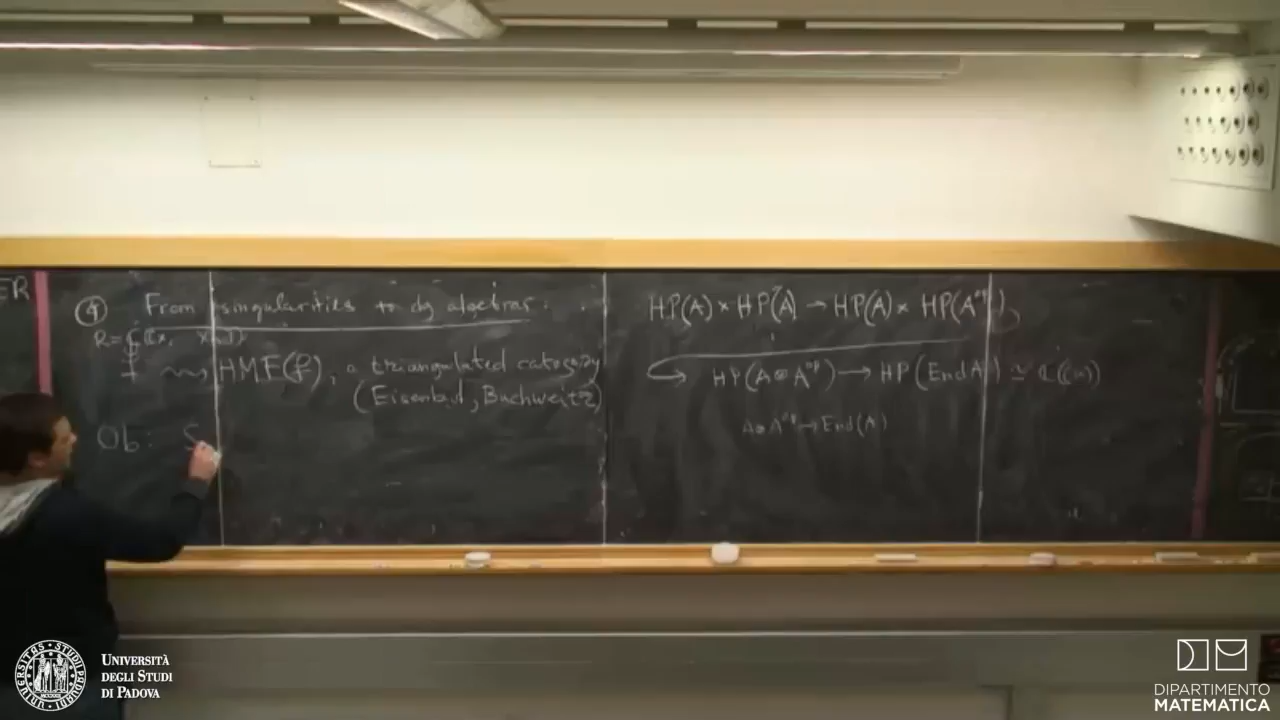 ER
④ From singularities to dg algebras:
f ⇝ HMF(f), a triangulated category
(Eisenbud, Buchweitz)
Ob: S
HP(A) × HP(A) → HP(A) × HP(A^op)
HP(A⊗A^op) → HP(End A) ≃ ℂ((u))
A⊗A^op → End(A)
UNIVERSITÀ
DEGLI STUDI
DI PADOVA
DIPARTIMENTO
MATEMATICA